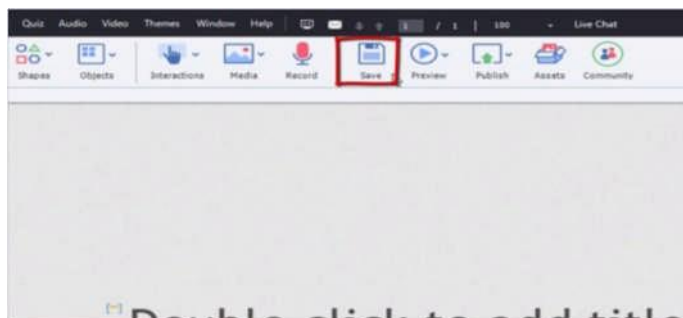 Quiz Audio Video Themes Window Help 1 / 1 | 100 Live Chat
Shapes Objects Interactions Media Record Save Preview Publish Assets Community
Double click to add title